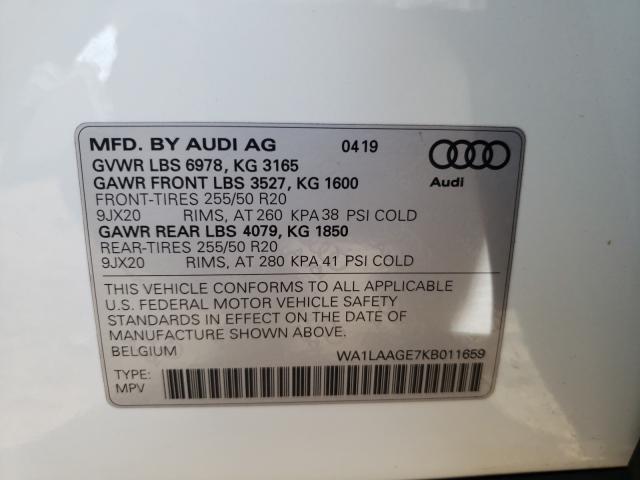 MFD. BY AUDI AG 0419
GVWR LBS 6978, KG 3165
GAWR FRONT LBS 3527, KG 1600
Audi
FRONT-TIRES 255/50 R20
9JX20 RIMS, AT 260 KPA 38 PSI COLD
GAWR REAR LBS 4079, KG 1850
REAR-TIRES 255/50 R20
9JX20 RIMS, AT 280 KPA 41 PSI COLD
THIS VEHICLE CONFORMS TO ALL APPLICABLE
U.S. FEDERAL MOTOR VEHICLE SAFETY
STANDARDS IN EFFECT ON THE DATE OF
MANUFACTURE SHOWN ABOVE.
BELGIUM WA1LAAGE7KB011659
TYPE:
MPV